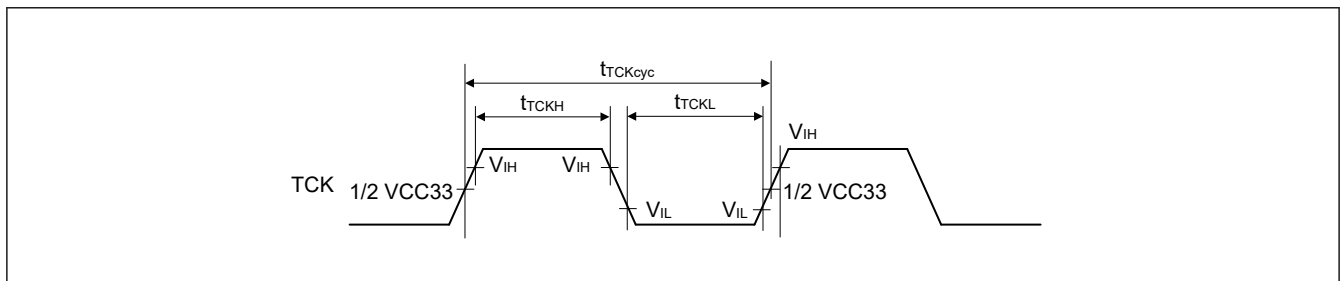 tTCKcyc
tTCKH
tTCKL
VIH
VIH VIH
TCK 1/2 VCC33 1/2 VCC33
VIL VIL